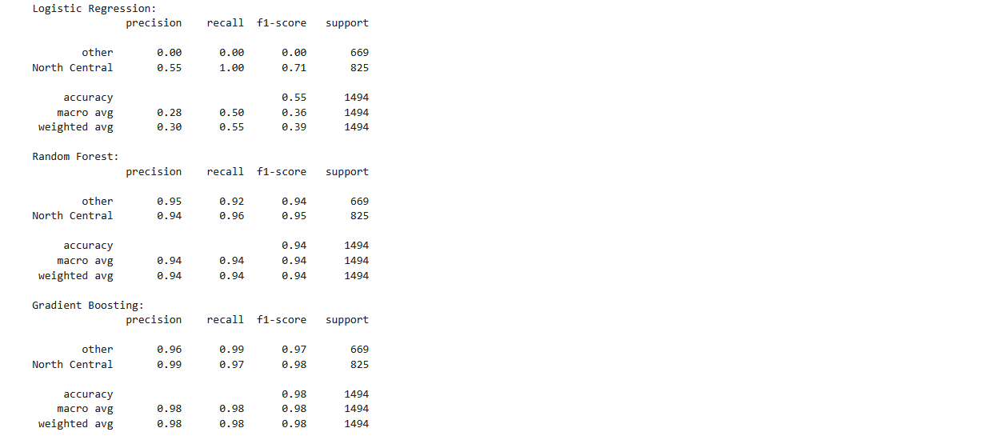 Logistic Regression:
precision recall f1-score support
other 0.00 0.00 0.00 669
North Central 0.55 1.00 0.71 825
accuracy 0.55 1494
macro avg 0.28 0.50 0.36 1494
weighted avg 0.30 0.55 0.39 1494
Random Forest:
precision recall f1-score support
other 0.95 0.92 0.94 669
North Central 0.94 0.96 0.95 825
accuracy 0.94 1494
macro avg 0.94 0.94 0.94 1494
weighted avg 0.94 0.94 0.94 1494
Gradient Boosting:
precision recall f1-score support
other 0.96 0.99 0.97 669
North Central 0.99 0.97 0.98 825
accuracy 0.98 1494
macro avg 0.98 0.98 0.98 1494
weighted avg 0.98 0.98 0.98 1494